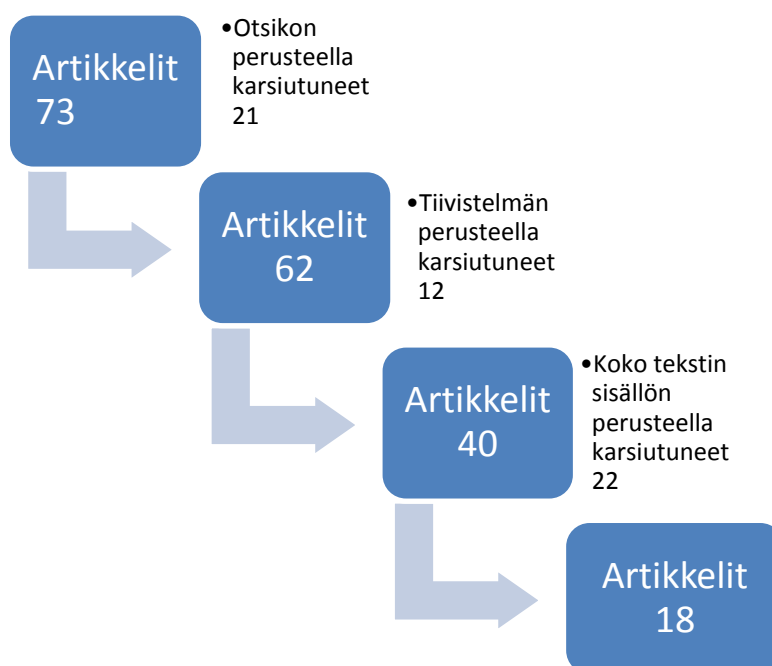 Artikkelit
73
•Otsikon
perusteella
karsiutuneet
21
Artikkelit
62
•Tiivistelmän
perusteella
karsiutuneet
12
Artikkelit
40
•Koko tekstin
sisällön
perusteella
karsiutuneet
22
Artikkelit
18